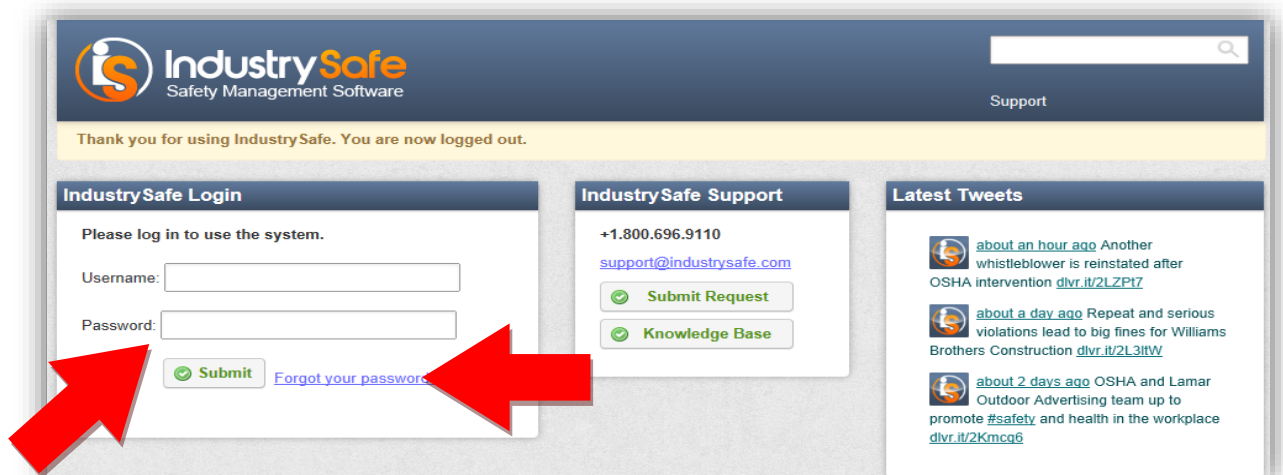 IndustrySafe
Safety Management Software
Support
Thank you for using IndustrySafe. You are now logged out.
IndustrySafe Login
Please log in to use the system.
Username:
Password:
Submit
Forgot your password
IndustrySafe Support
+1.800.696.9110
support@industrysafe.com
Submit Request
Knowledge Base
Latest Tweets
about an hour ago Another
whistleblower is reinstated after
OSHA intervention dlvr.it/2LZPt7
about a day ago Repeat and serious
violations lead to big fines for Williams
Brothers Construction dlvr.it/2L3ltW
about 2 days ago OSHA and Lamar
Outdoor Advertising team up to
promote #safety and health in the workplace
dlvr.it/2Kmcq6